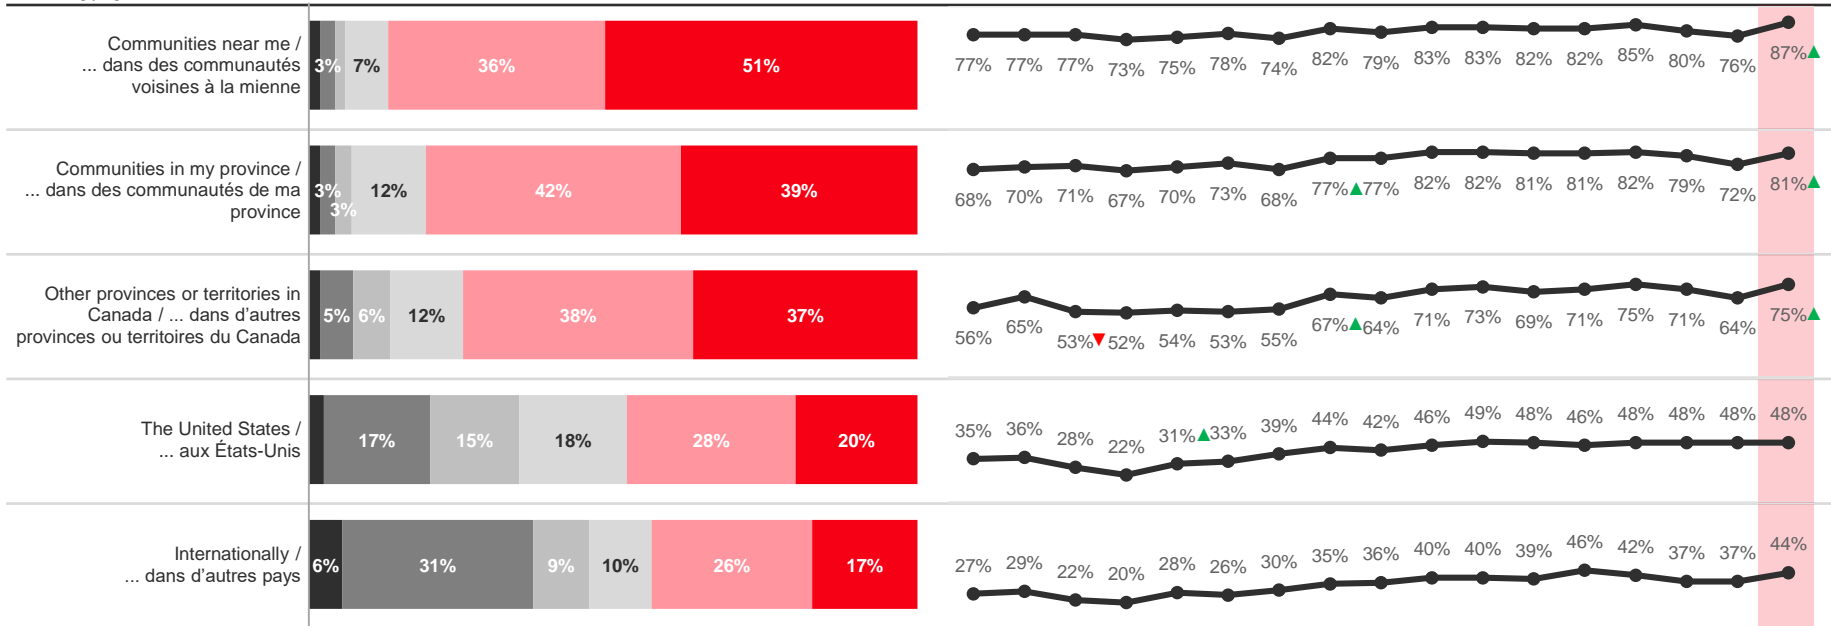 Communities near me /
... dans des communautés
voisines à la mienne
3% 7% 36% 51%
77% 77% 77% 73% 75% 78% 74% 82% 79% 83% 83% 82% 82% 85% 80% 76% 87%
Communities in my province /
... dans des communautés de ma
province
3% 3% 12% 42% 39%
68% 70% 71% 67% 70% 73% 68% 77% 77% 82% 82% 81% 81% 82% 79% 72% 81%
Other provinces or territories in
Canada / ... dans d'autres
provinces ou territoires du Canada
5% 6% 12% 38% 37%
56% 65% 53% 52% 54% 53% 55% 67% 64% 71% 73% 69% 71% 75% 71% 64% 75%
The United States /
... aux États-Unis
17% 15% 18% 28% 20%
35% 36% 28% 22% 31% 33% 39% 44% 42% 46% 49% 48% 46% 48% 48% 48% 48%
Internationally /
... dans d'autres pays
6% 31% 9% 10% 26% 17%
27% 29% 22% 20% 28% 26% 30% 35% 36% 40% 40% 39% 46% 42% 37% 37% 44%